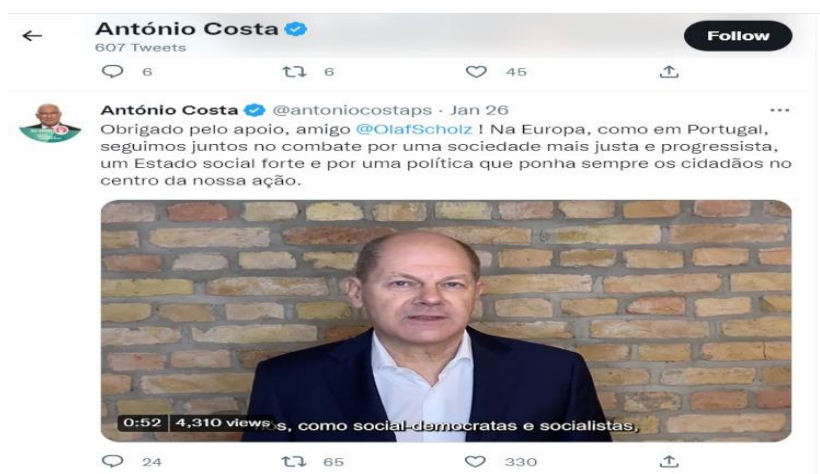 António Costa
607 Tweets
Follow
6 6 45
António Costa @antoniocostaps · Jan 26
Obrigado pelo apoio, amigo @OlafScholz ! Na Europa, como em Portugal,
seguimos juntos no combate por uma sociedade mais justa e progressista,
um Estado social forte e por uma política que ponha sempre os cidadãos no
centro da nossa ação.
0:52 4,310 views
s, como social-democratas e socialistas,
24 65 330